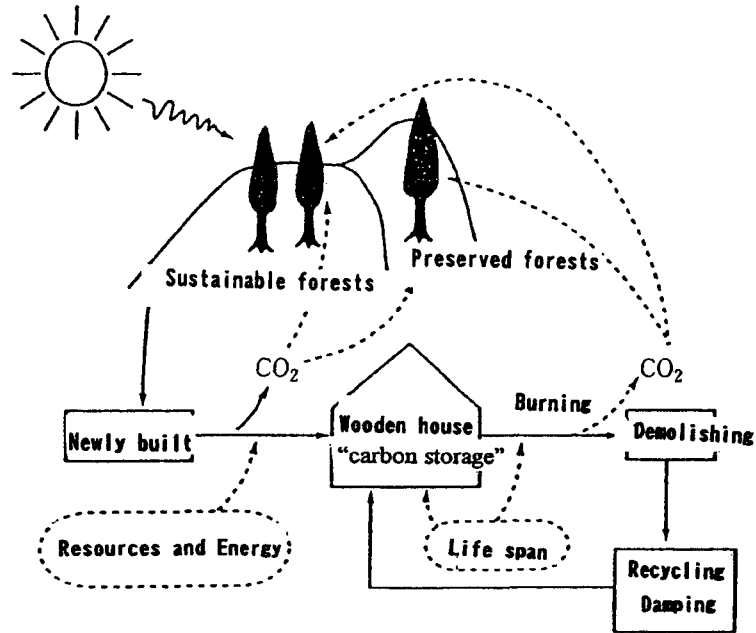 Sustainable forests
Preserved forests
CO₂
CO₂
Newly built
Wooden house
“carbon storage”
Burning
Demolishing
Resources and Energy
Life span
Recycling
Damping